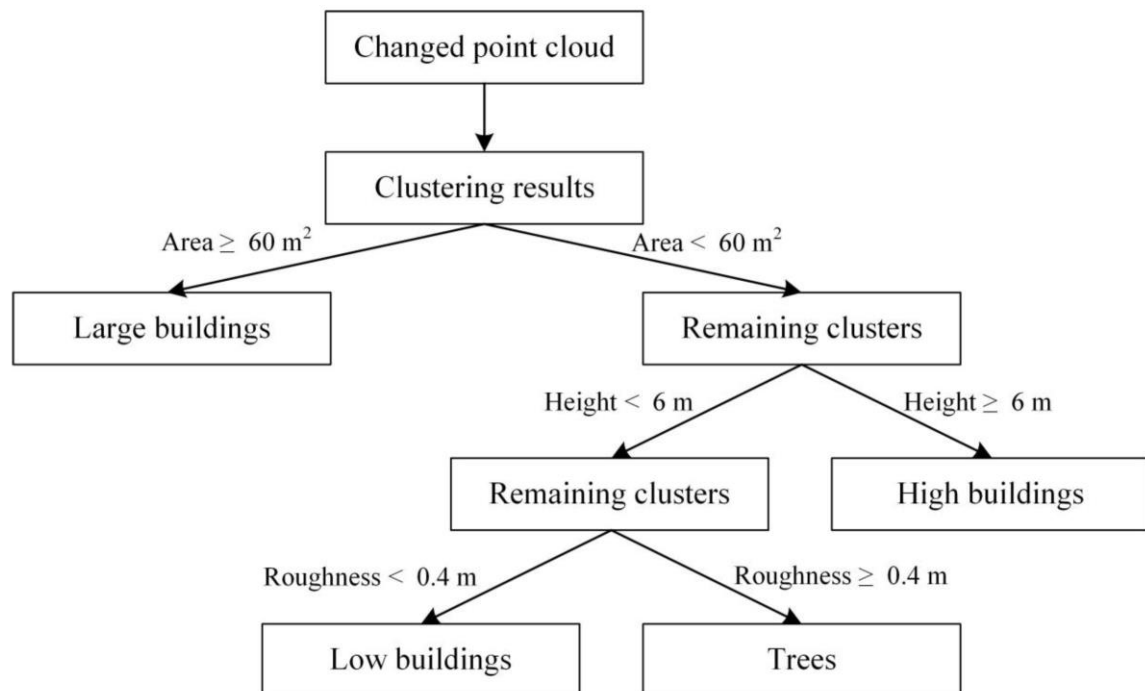 Changed point cloud
Clustering results
Area ≥ 60 m²
Area < 60 m²
Large buildings
Remaining clusters
Height < 6 m
Height ≥ 6 m
Remaining clusters
High buildings
Roughness < 0.4 m
Roughness ≥ 0.4 m
Low buildings
Trees